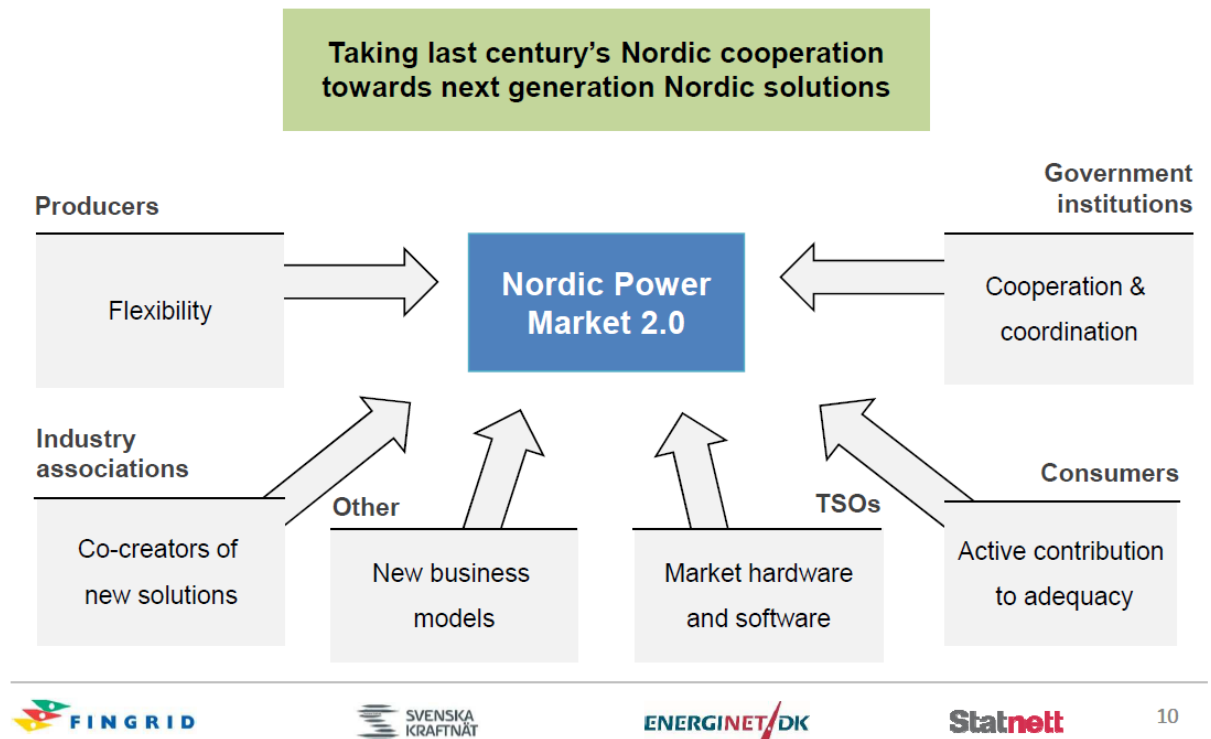 Taking last century's Nordic cooperation
towards next generation Nordic solutions
Producers
Flexibility
Government
institutions
Cooperation &
coordination
Nordic Power
Market 2.0
Industry
associations
Co-creators of
new solutions
Other
New business
models
TSOs
Market hardware
and software
Consumers
Active contribution
to adequacy
FINGRID
SVENSKA
KRAFTNÄT
ENERGINET/DK
Statnett
10